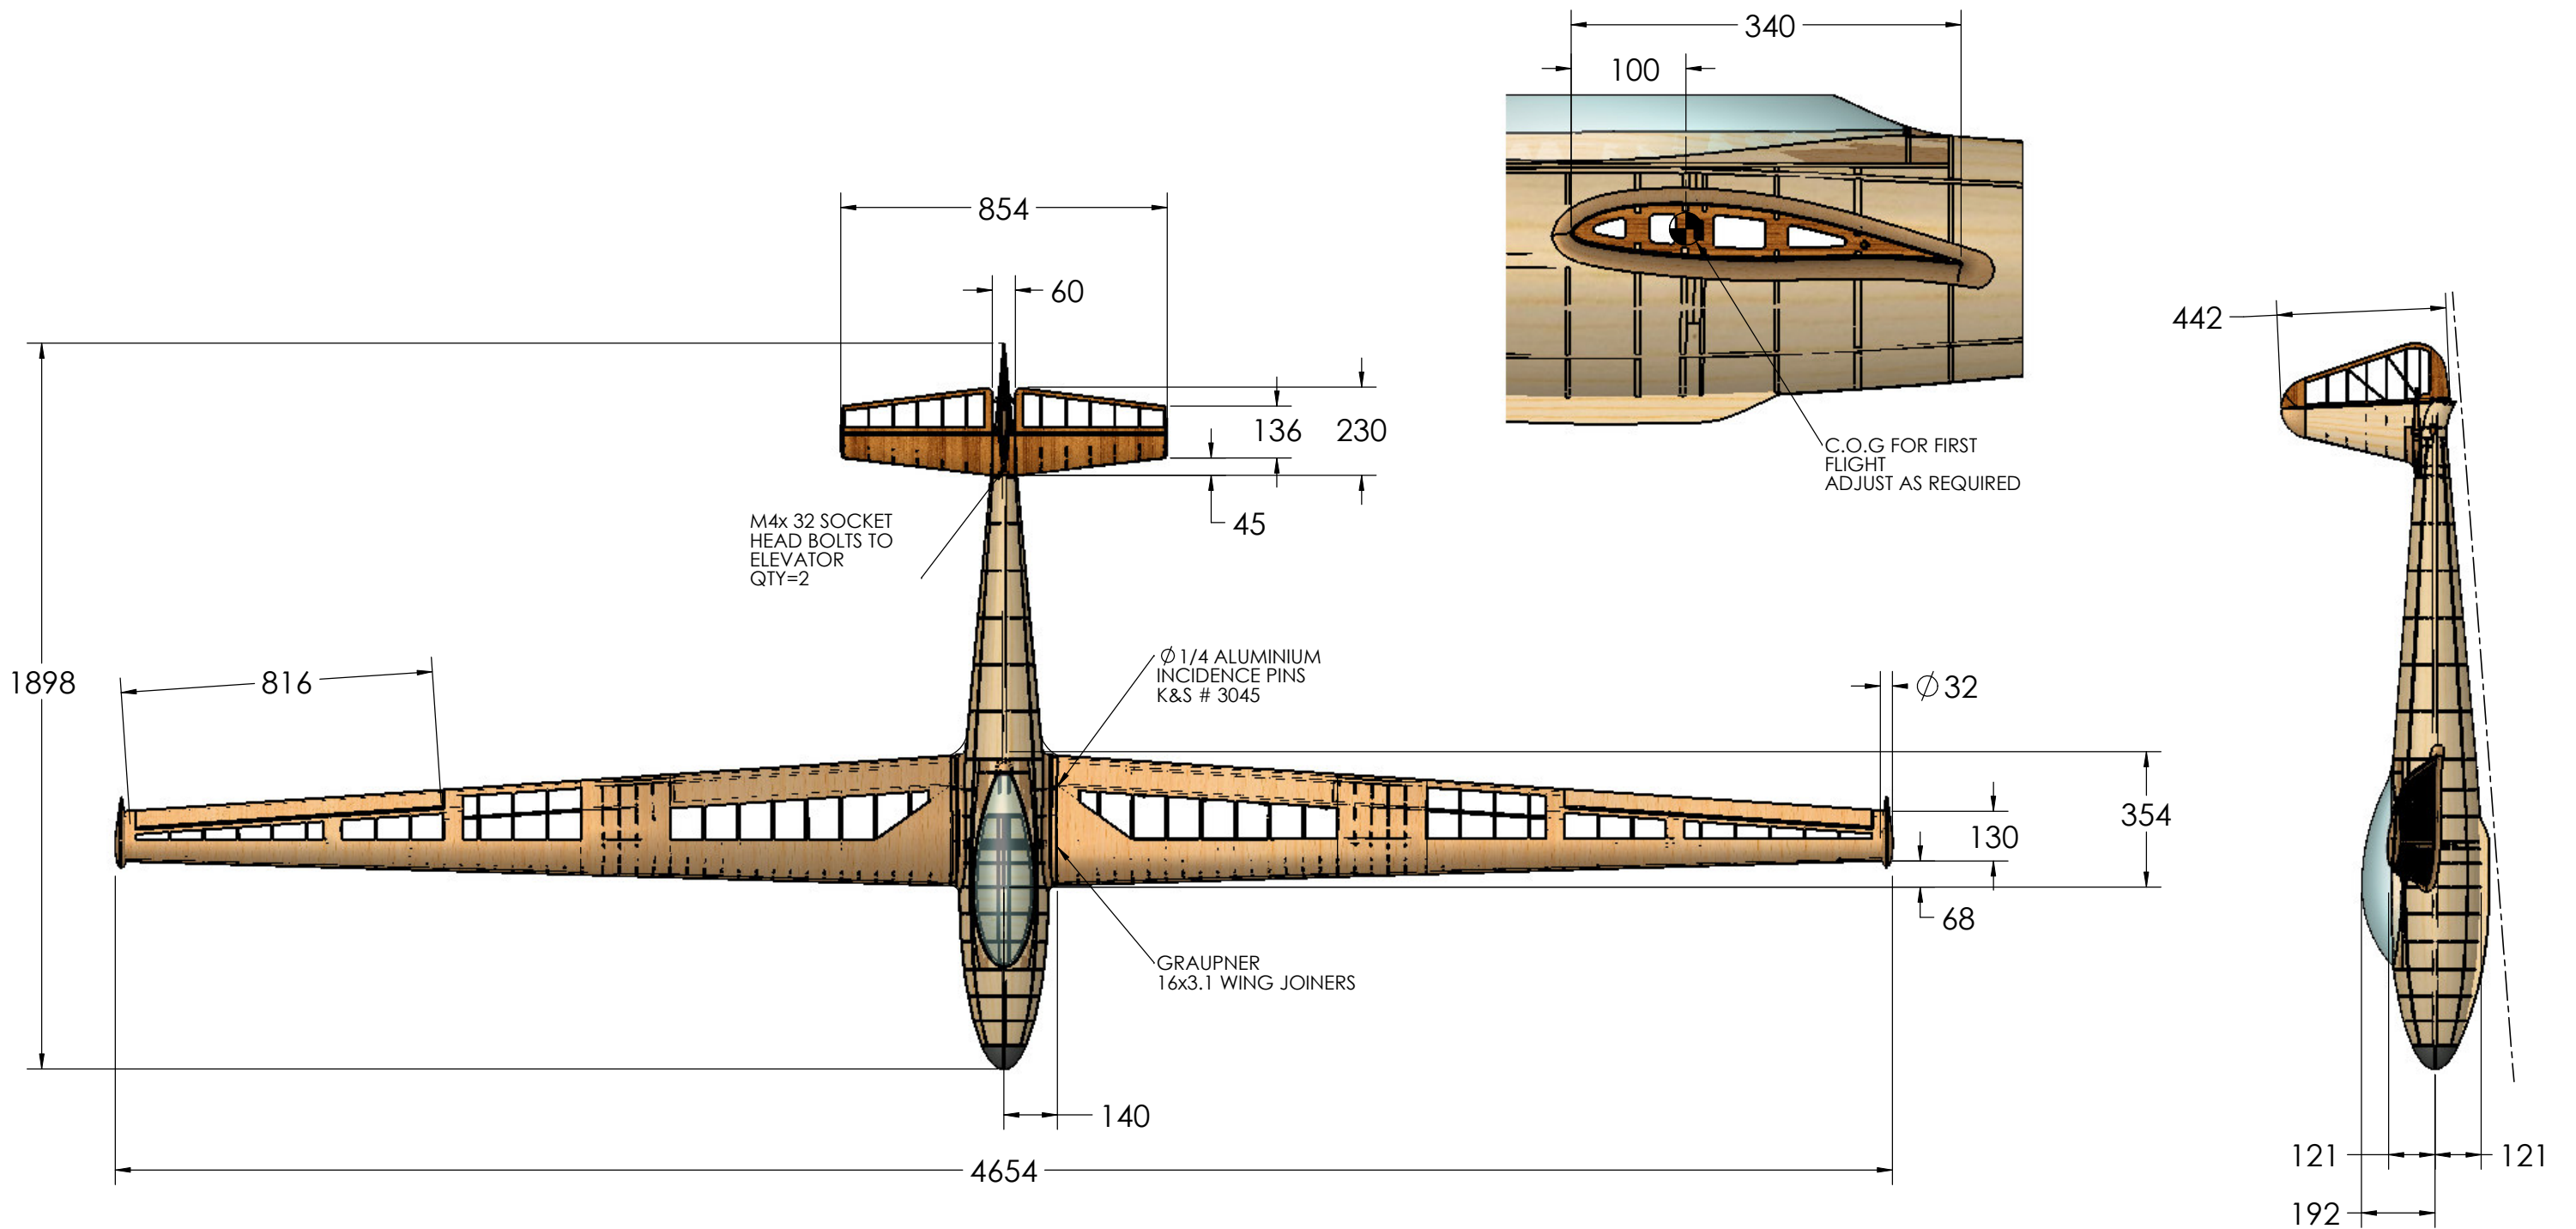 340
100
854
60
442
C.O.G FOR FIRST
FLIGHT
ADJUST AS REQUIRED
136
230
45
M4x 32 SOCKET
HEAD BOLTS TO
ELEVATOR
QTY=2
1898
816
Ø1/4 ALUMINIUM
INCIDENCE PINS
K&S # 3045
Ø32
354
130
68
GRAUPNER
16x3.1 WING JOINERS
140
4654
121
121
192